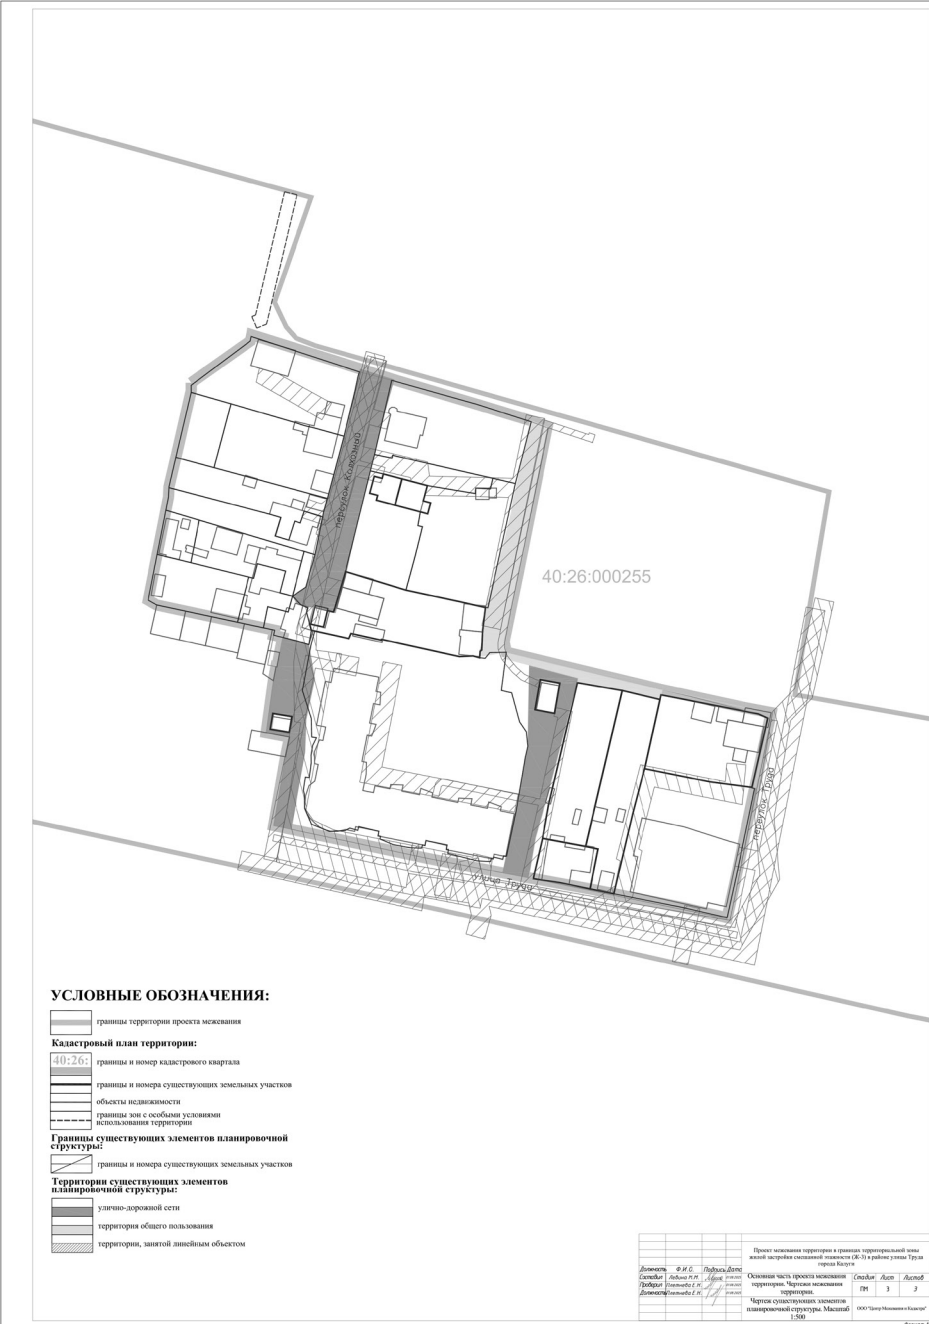 переулок Колхозный
40:26:000255
переулок Труда
улица Труда
УСЛОВНЫЕ ОБОЗНАЧЕНИЯ:
границы территории проекта межевания
Кадастровый план территории:
40:26:
границы и номер кадастрового квартала
границы и номера существующих земельных участков
объекты недвижимости
границы зон с особыми условиями
использования территории
Границы существующих элементов планировочной
структуры:
границы и номера существующих земельных участков
Территории существующих элементов
планировочной структуры:
улично-дорожной сети
территория общего пользования
территории, занятой линейным объектом
Проект межевания территории в границах территориальной зоны
жилой застройки смешанной этажности (Ж-3) в районе улицы Труда
города Калуги
Должность Ф.И.О. Подпись Дата
Составил
Проверил
Должность
Основная часть проекта межевания
территории. Чертежи межевания
территории.
Стадия Лист Листов
ПМ 3 3
Чертеж существующих элементов
планировочной структуры. Масштаб
1:500
ООО "Центр Межевания и Кадастра"